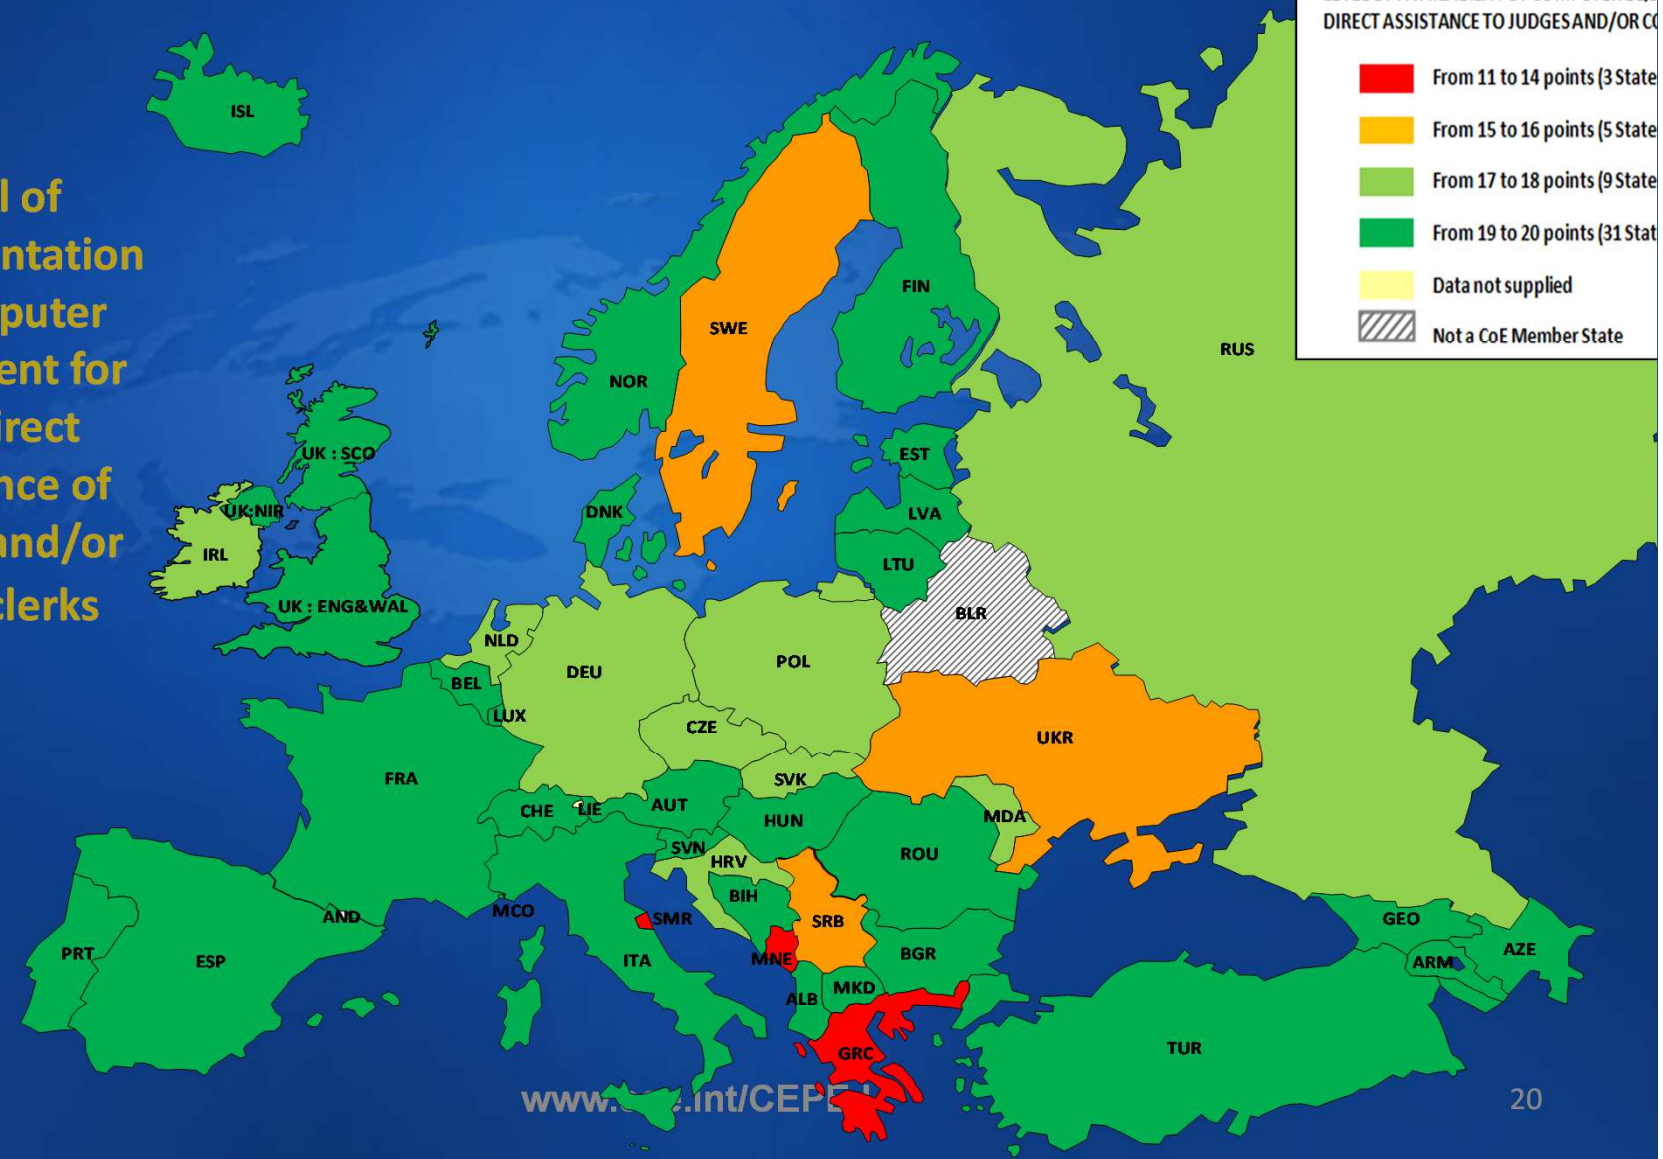 DIRECT ASSISTANCE TO JUDGES AND/OR CO
From 11 to 14 points (3 State
From 15 to 16 points (5 State
From 17 to 18 points (9 State
From 19 to 20 points (31 Stat
Data not supplied
Not a CoE Member State
l of
ntation
puter
ent for
irect
nce of
and/or
clerks
ISL
SWE
FIN
NOR
RUS
UK : SCO
EST
UK:NIR
DNK
LVA
IRL
LTU
UK : ENG&WAL
BLR
NLD
DEU
POL
BEL
LUX
CZE
UKR
FRA
SVK
CHE
LIE
AUT
HUN
MDA
SVN
HRV
ROU
BIH
MCO
AND
SMR
SRB
GEO
PRT
ESP
ITA
MNE
BGR
ARM
AZE
ALB
MKD
GRC
TUR
.int/CEPE
20